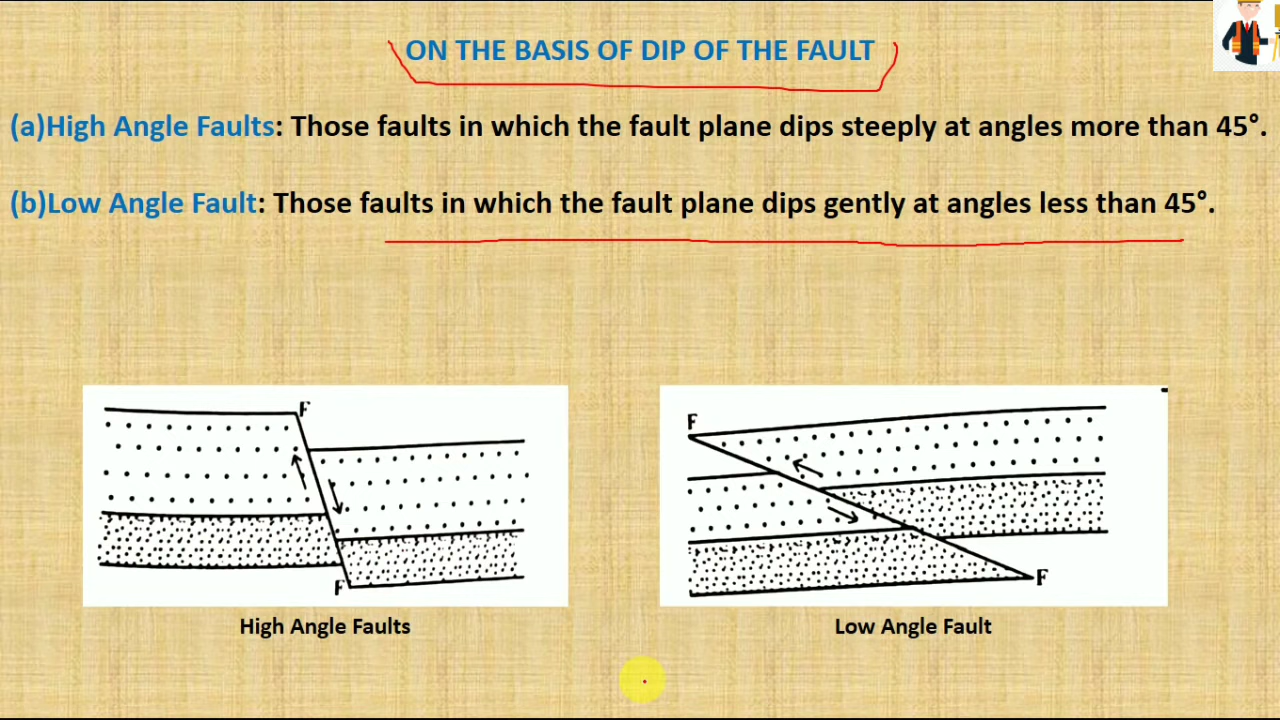 ON THE BASIS OF DIP OF THE FAULT
(a)High Angle Faults: Those faults in which the fault plane dips steeply at angles more than 45°.
(b)Low Angle Fault: Those faults in which the fault plane dips gently at angles less than 45°.
F
F
F
F
High Angle Faults
Low Angle Fault